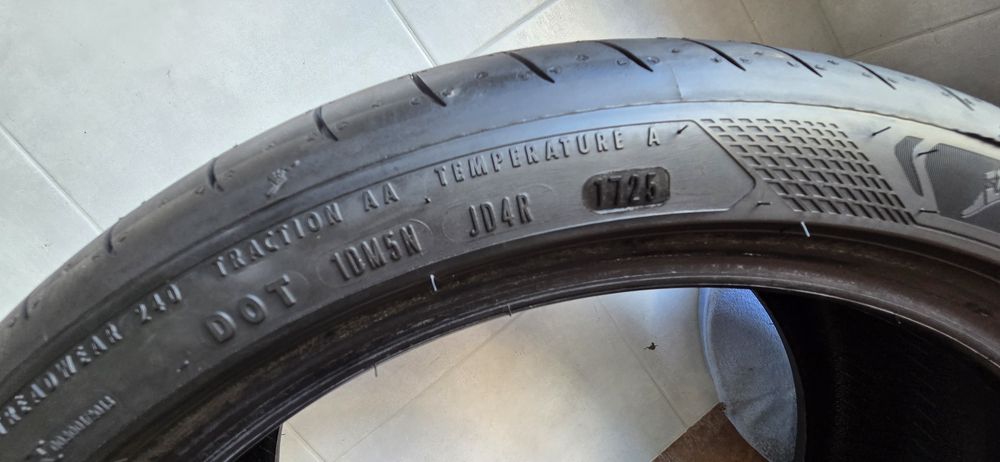 TREADWEAR 240 TRACTION AA TEMPERATURE A
DOT 1DM5N JD4R 1725